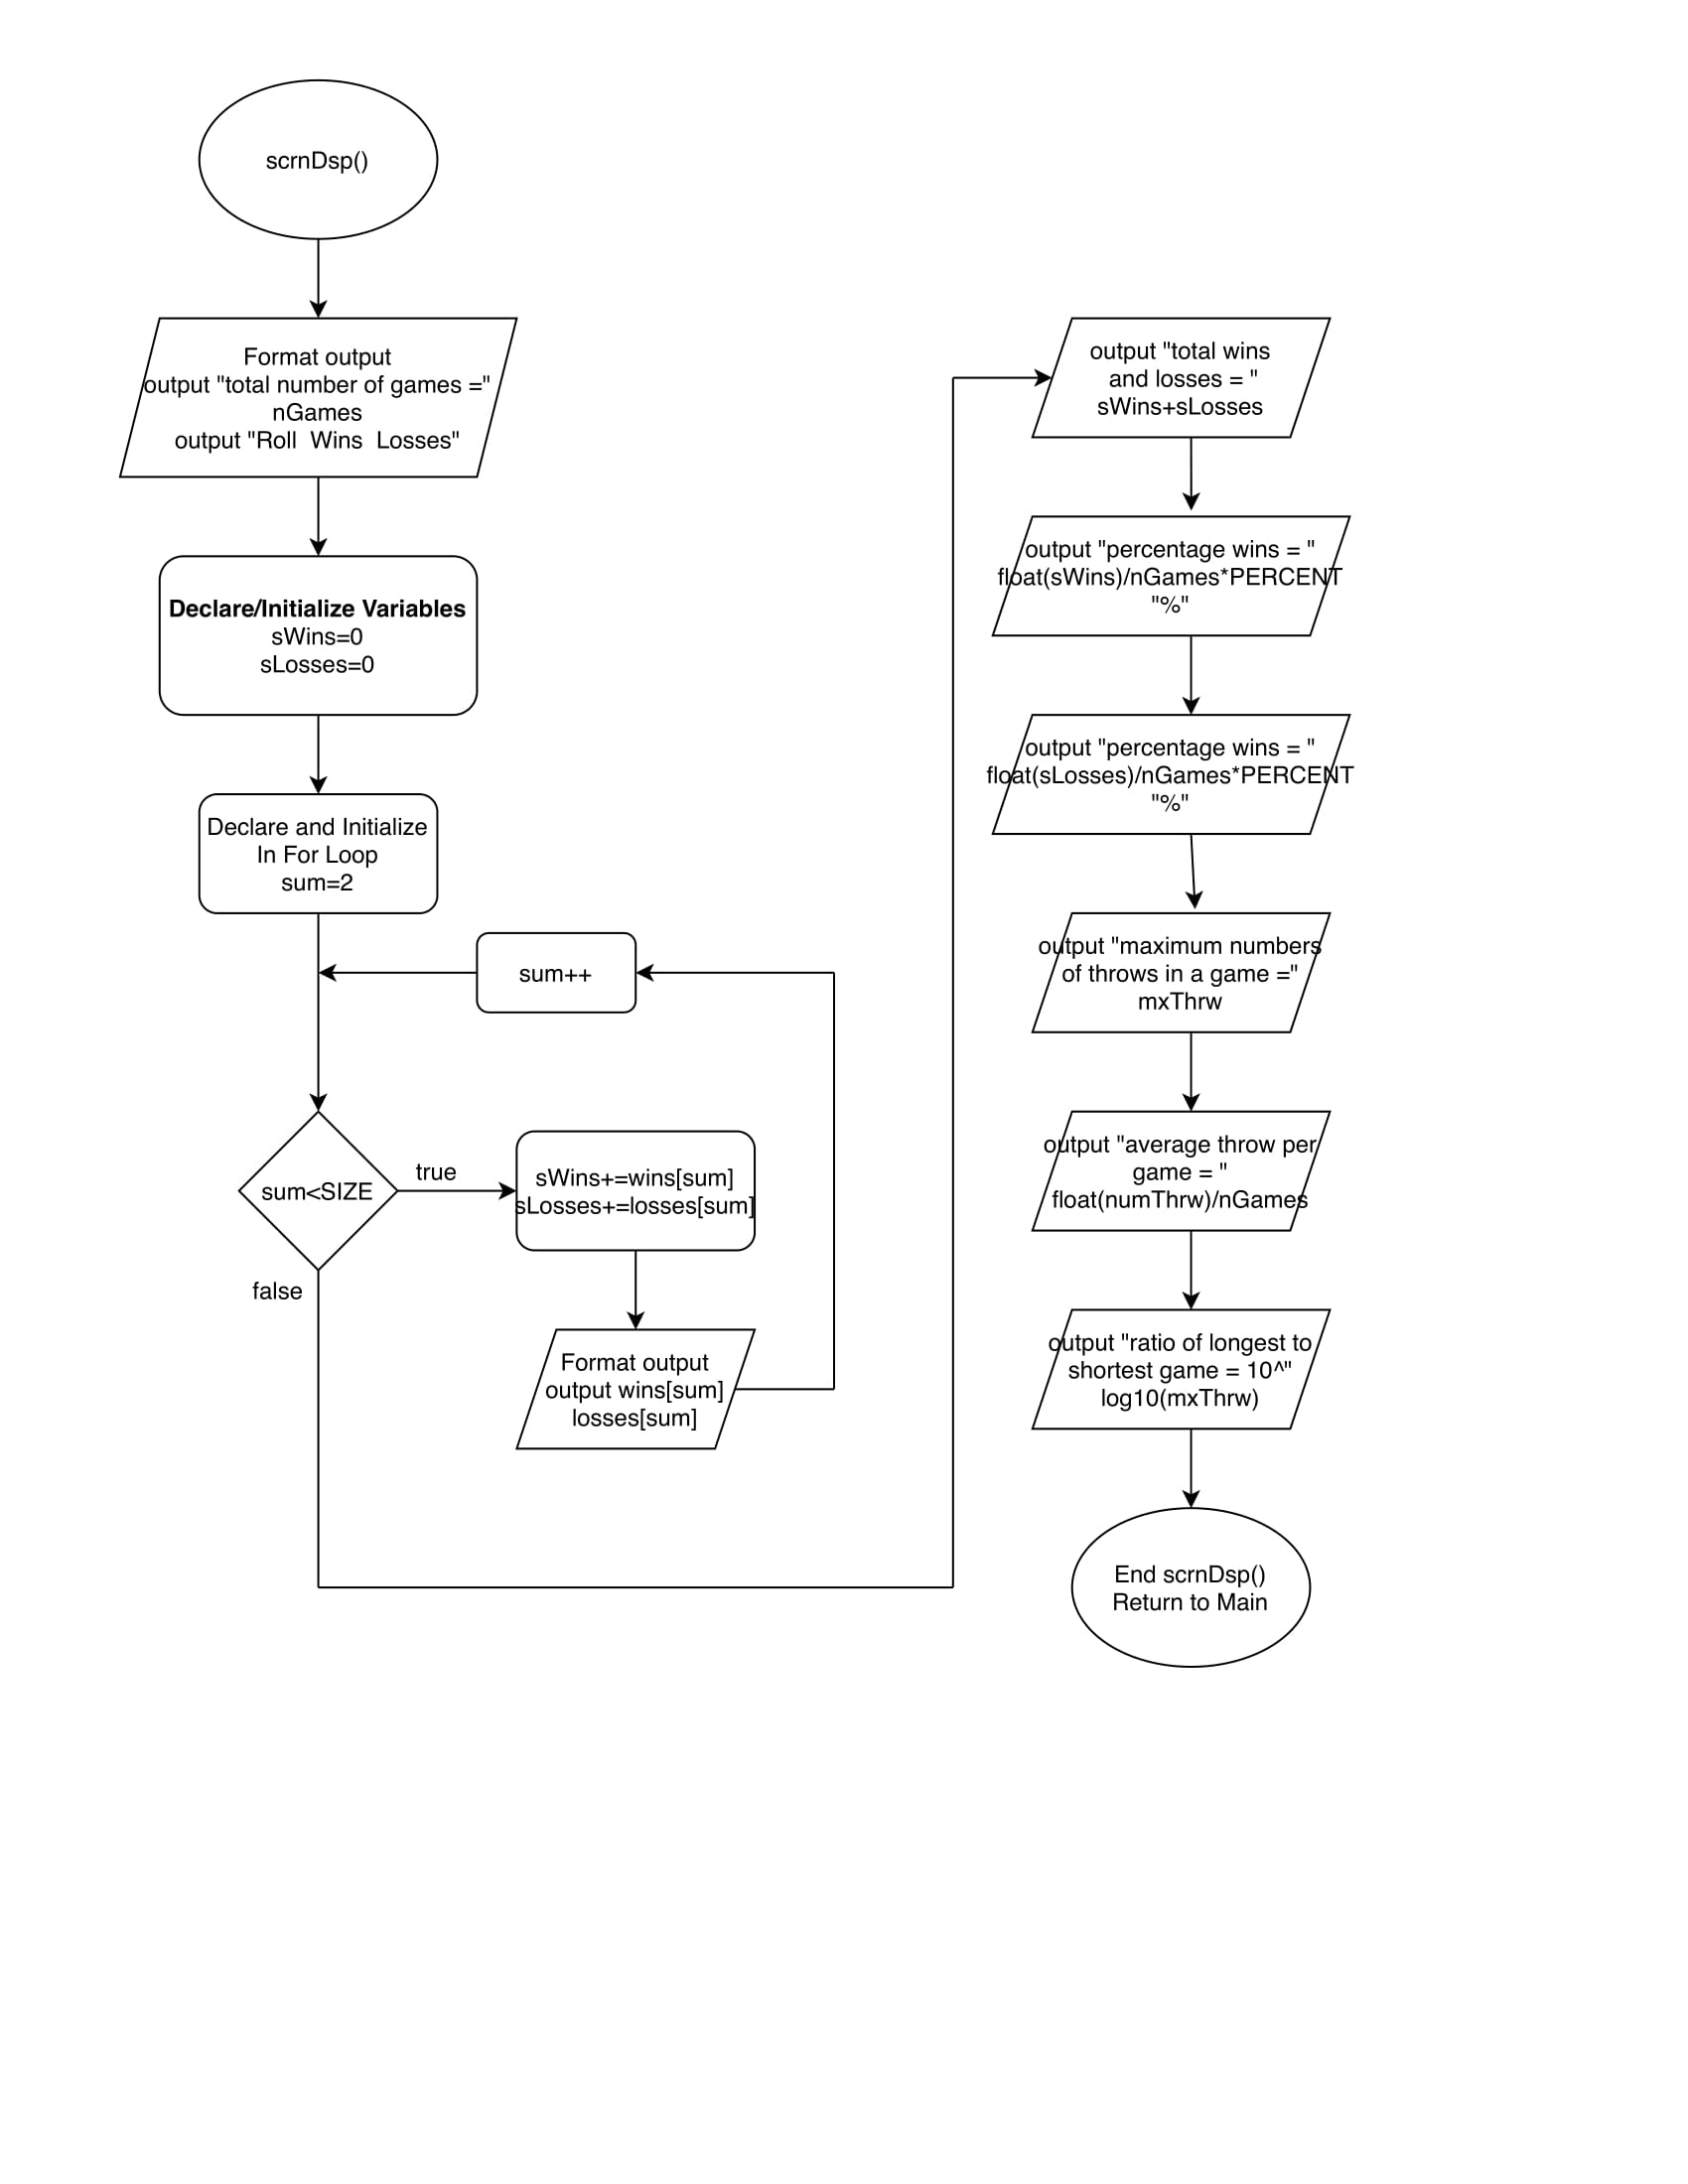 scrnDsp()
Format output
output "total number of games ="
nGames
output "Roll  Wins  Losses"
Declare/Initialize Variables
sWins=0
sLosses=0
Declare and Initialize
In For Loop
sum=2
sum++
sum<SIZE
true
false
sWins+=wins[sum]
sLosses+=losses[sum]
Format output
output wins[sum]
losses[sum]
output "total wins
and losses = "
sWins+sLosses
output "percentage wins = "
float(sWins)/nGames*PERCENT
"%"
output "percentage wins = "
float(sLosses)/nGames*PERCENT
"%"
output "maximum numbers
of throws in a game ="
mxThrw
output "average throw per
game = "
float(numThrw)/nGames
output "ratio of longest to
shortest game = 10^"
log10(mxThrw)
End scrnDsp()
Return to Main